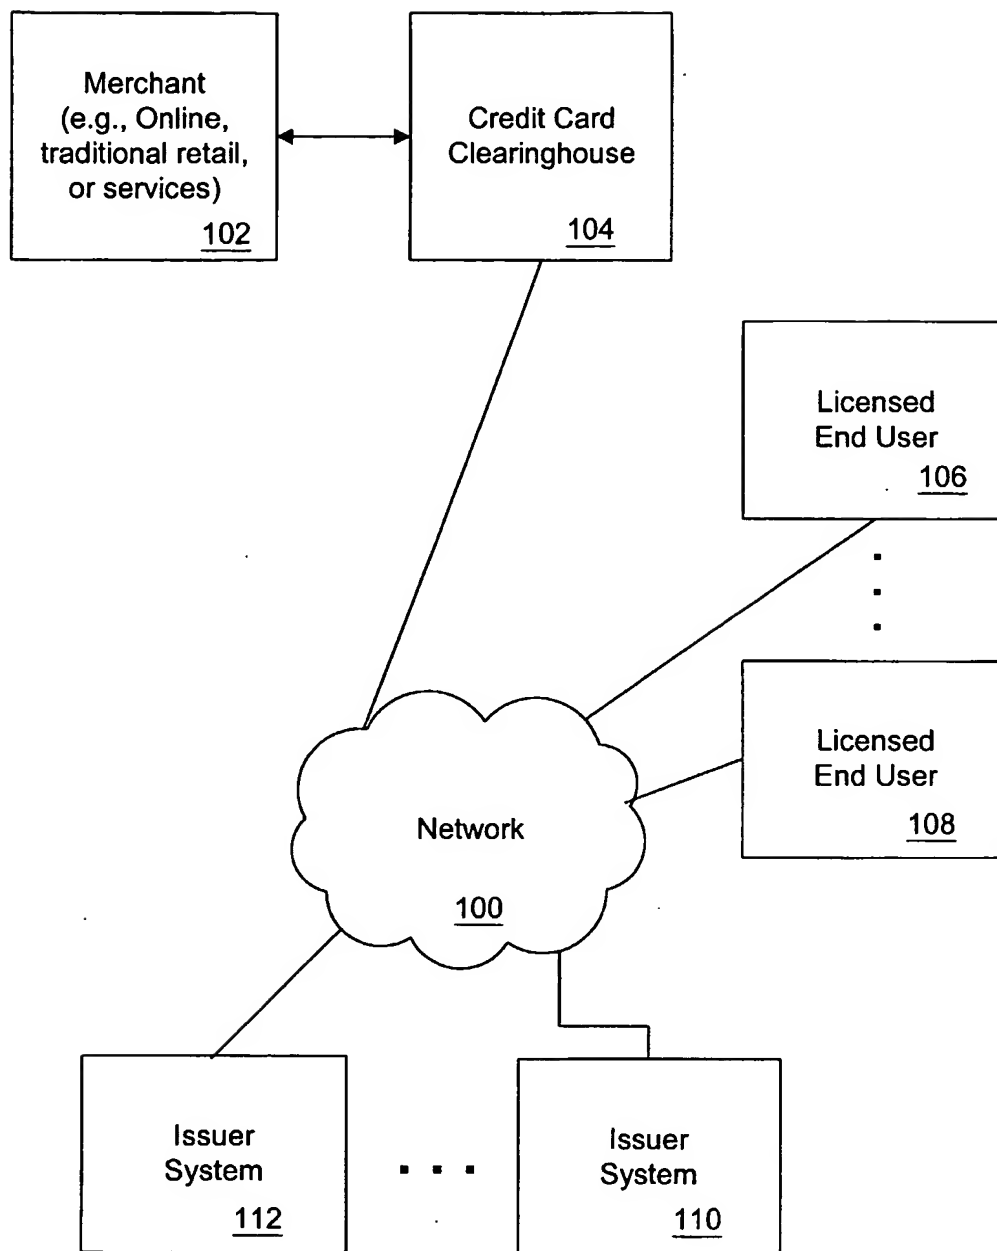 Merchant
(e.g., Online,
traditional retail,
or services)
102
Credit Card
Clearinghouse
104
Licensed
End User
106
Licensed
End User
108
Network
100
Issuer
System
112
Issuer
System
110